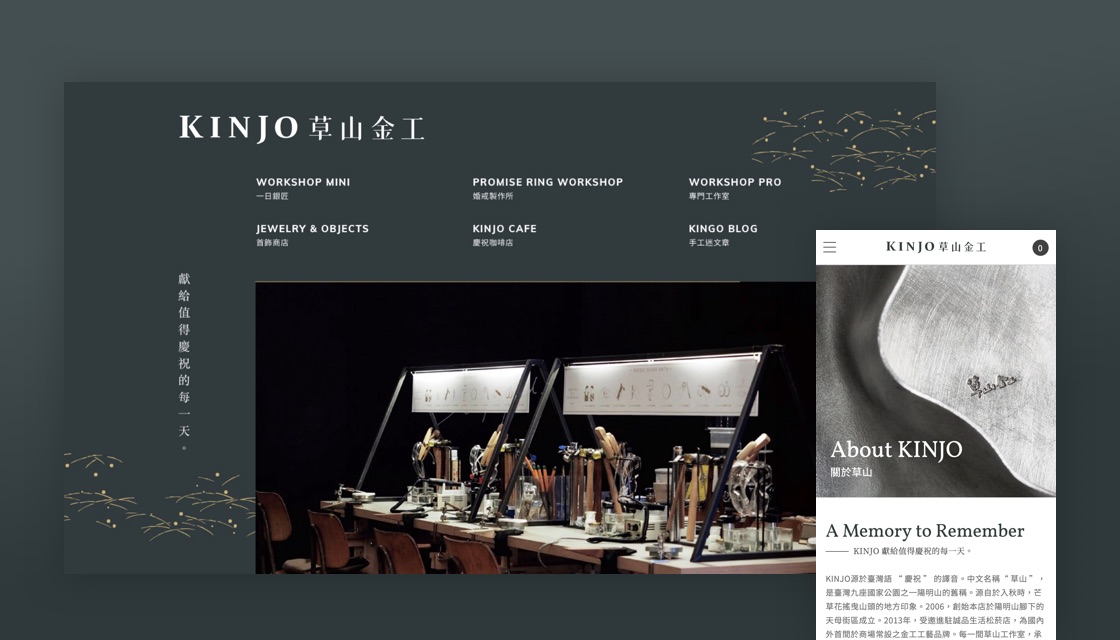 KINJO 草山金工
WORKSHOP MINI
一日銀匠
PROMISE RING WORKSHOP
婚戒製作所
WORKSHOP PRO
專門工作室
JEWELRY & OBJECTS
首飾商店
KINJO CAFE
慶祝咖啡店
KINGO BLOG
手工迷文章
獻給值得慶祝的每一天。
KINJO 草山金工
0
About KINJO
關於草山
A Memory to Remember
KINJO 獻給值得慶祝的每一天。
KINJO源於臺灣語 “ 慶祝 ” 的譯音。中文名稱 “ 草山 ” ，
是臺灣九座國家公園之一陽明山的舊稱。源自於入秋時，芒
草花搖曳山頭的地方印象。2006，創始本店於陽明山腳下的
天母街區成立。2013年，受邀進駐誠品生活松菸店，為國內
外首間於商場常設之金工工藝品牌。每一間草山工作室，承